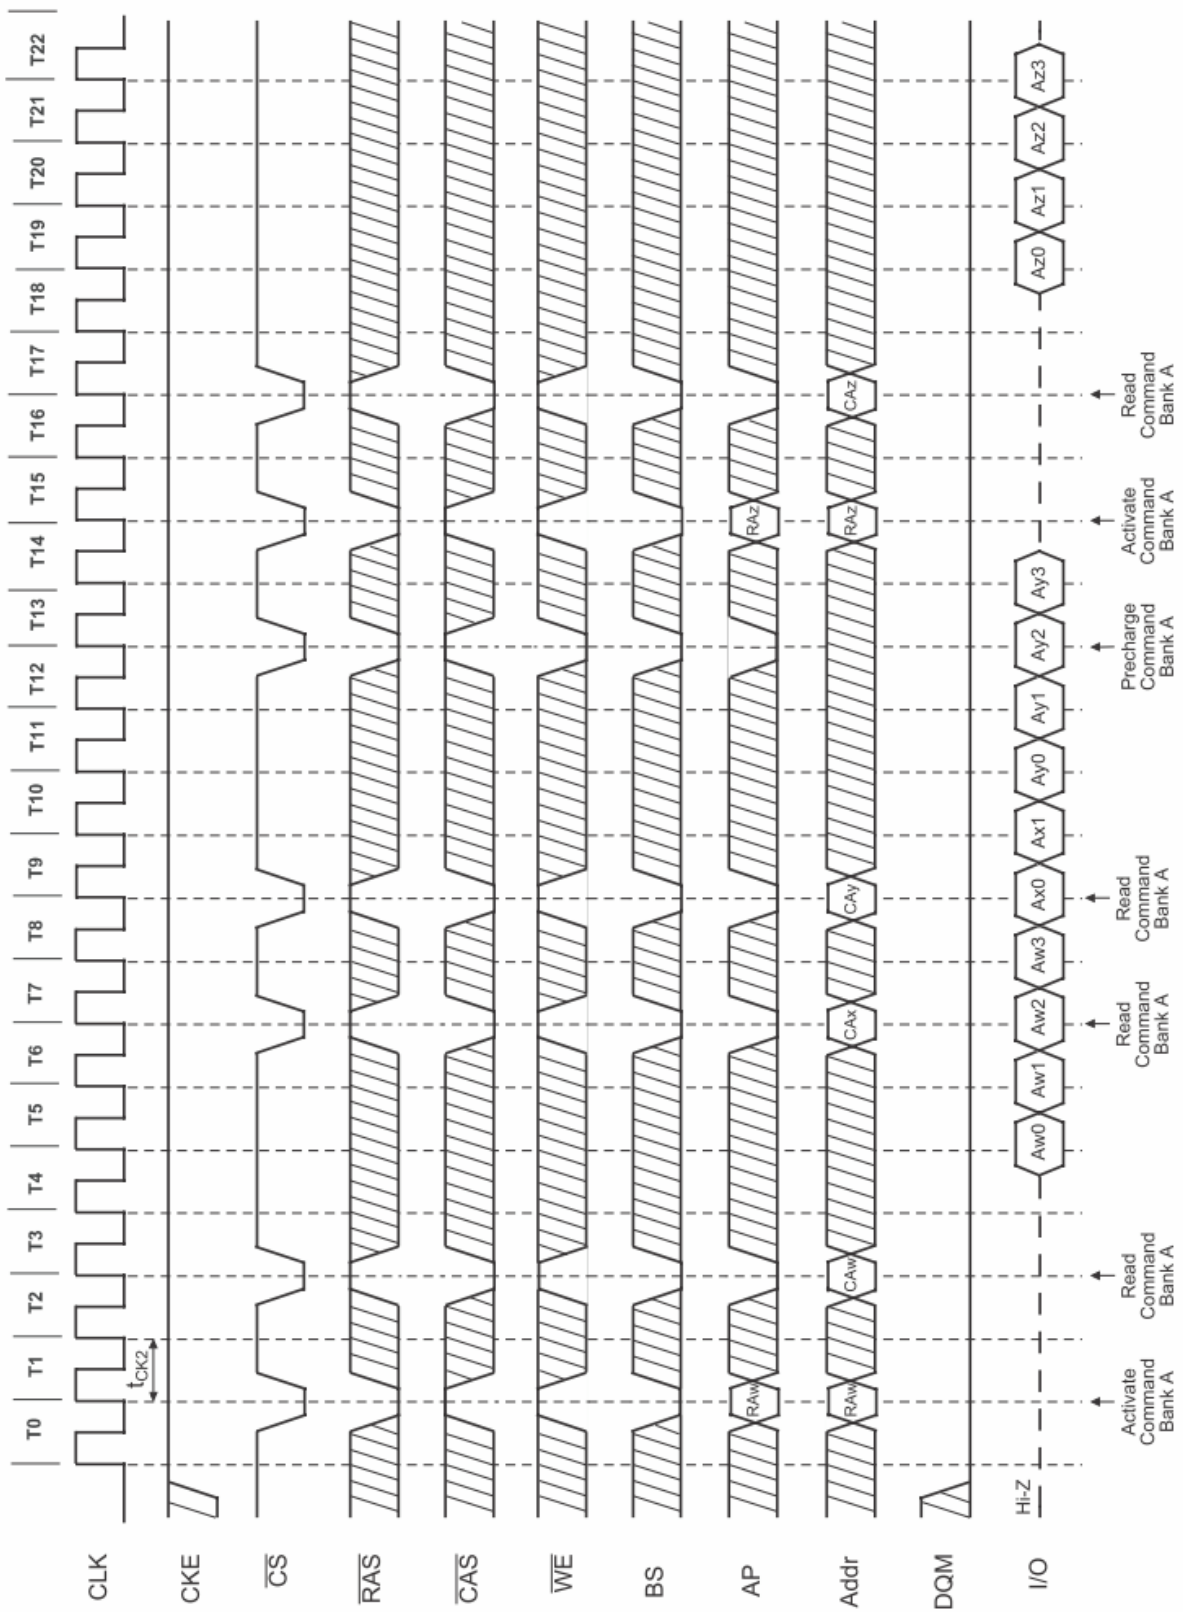 T0 T1 T2 T3 T4 T5 T6 T7 T8 T9 T10 T11 T12 T13 T14 T15 T16 T17 T18 T19 T20 T21 T22
CLK
tCK2
CKE
CS
RAS
CAS
WE
BS
AP
RAw RAz
Addr
RAw CAw CAx CAy RAz CAz
DQM
Hi-Z
I/O
Aw0 Aw1 Aw2 Aw3 Ax0 Ax1 Ay0 Ay1 Ay2 Ay3 Az0 Az1 Az2 Az3
Activate
Command
Bank A
Read
Command
Bank A
Read
Command
Bank A
Read
Command
Bank A
Precharge
Command
Bank A
Activate
Command
Bank A
Read
Command
Bank A